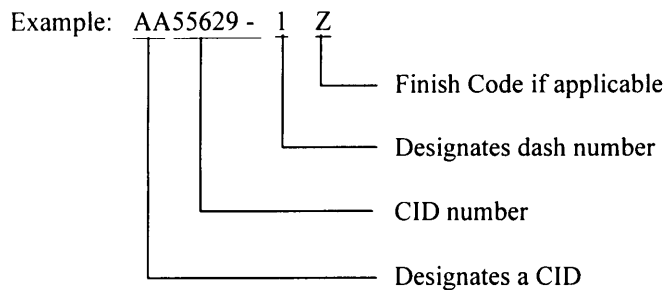 Example: AA55629 - 1 Z
Finish Code if applicable
Designates dash number
CID number
Designates a CID